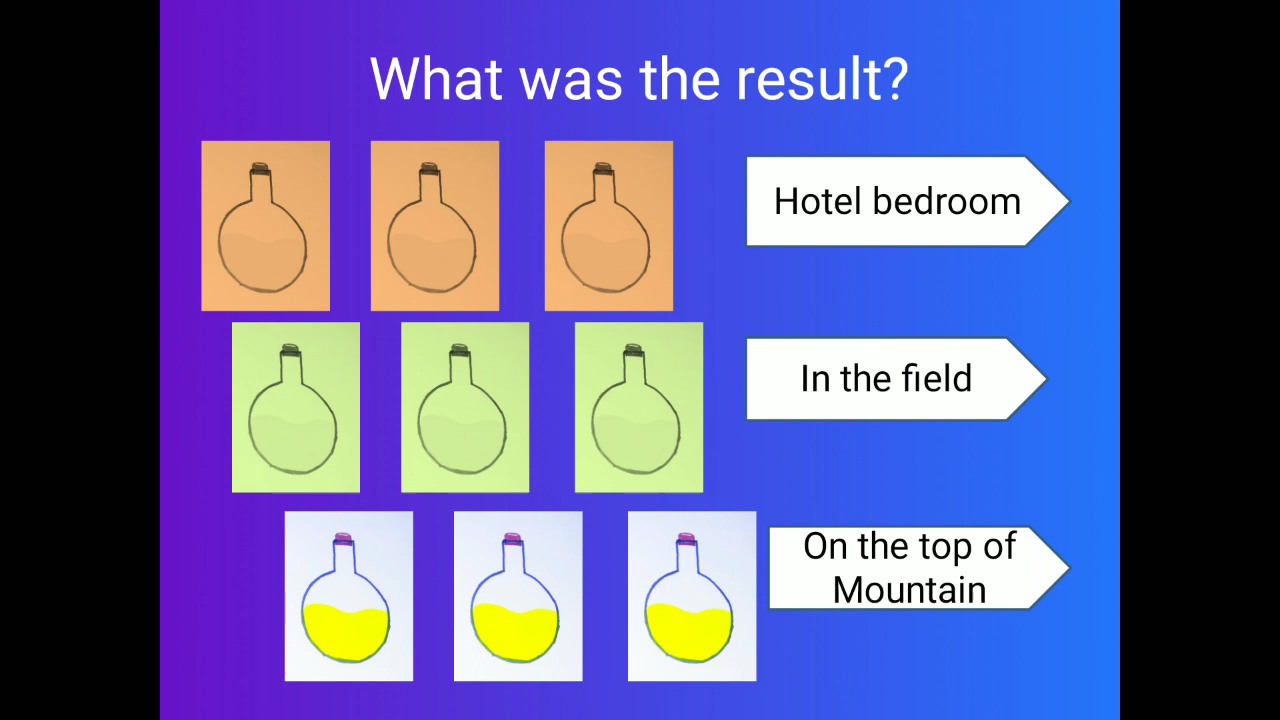 What was the result?
Hotel bedroom
In the field
On the top of
Mountain